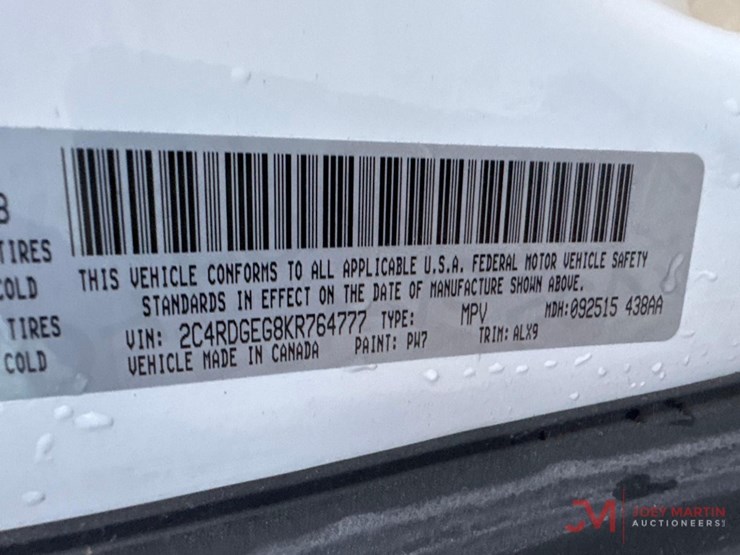 8
TIRES
COLD
TIRES
COLD
THIS VEHICLE CONFORMS TO ALL APPLICABLE U.S.A. FEDERAL MOTOR VEHICLE SAFETY
STANDARDS IN EFFECT ON THE DATE OF MANUFACTURE SHOWN ABOVE.
VIN: 2C4RDGEG8KR764777 TYPE: MPV MDH:092515 438AA
VEHICLE MADE IN CANADA PAINT: PW7 TRIM: ALX9
JM JOEY MARTIN
AUCTIONEERS